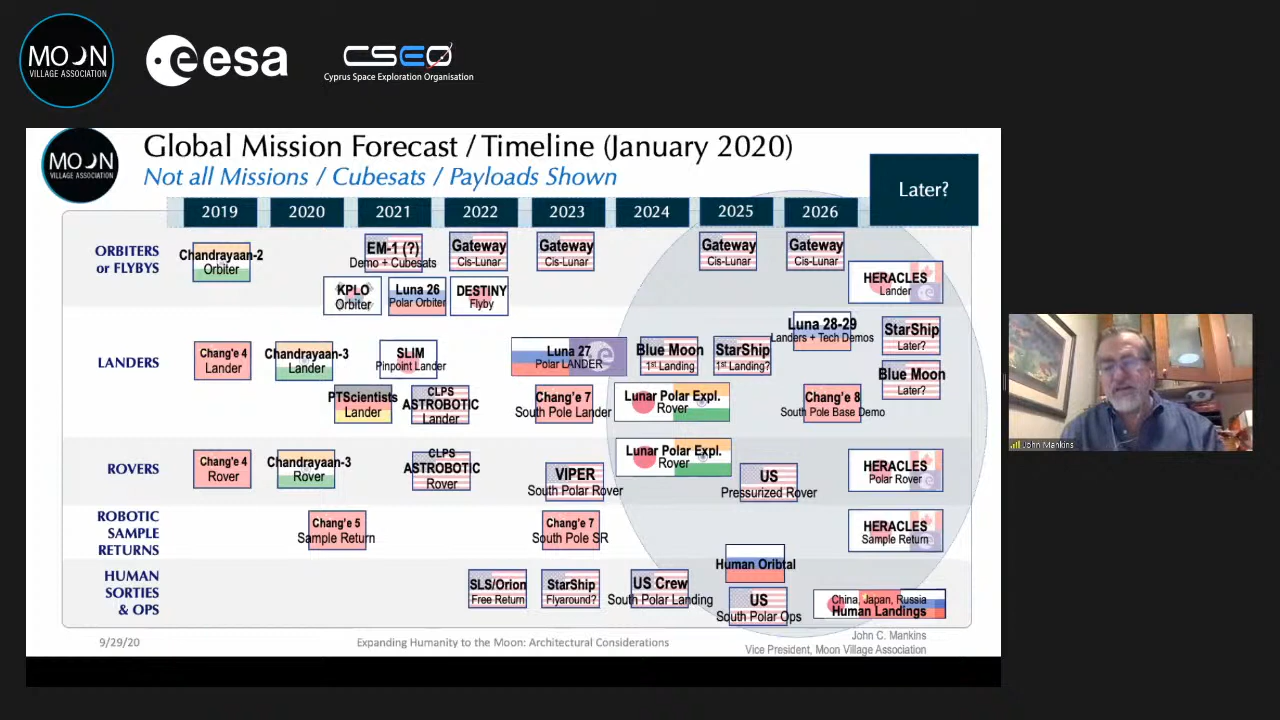 MOON
VILLAGE ASSOCIATION
esa
CSEO
Cyprus Space Exploration Organisation
MOON
VILLAGE ASSOCIATION
Global Mission Forecast / Timeline (January 2020)
Not all Missions / Cubesats / Payloads Shown
Later?
2019
2020
2021
2022
2023
2024
2025
2026
ORBITERS
or FLYBYS
Chandrayaan-2
Orbiter
EM-1 (?)
Demo + Cubesats
Gateway
Cis-Lunar
Gateway
Cis-Lunar
Gateway
Cis-Lunar
Gateway
Cis-Lunar
KPLO
Orbiter
Luna 26
Polar Orbiter
DESTINY
Flyby
HERACLES
Lander
LANDERS
Chang'e 4
Lander
Chandrayaan-3
Lander
SLIM
Pinpoint Lander
Luna 27
Polar LANDER
Blue Moon
1st Landing
StarShip
1st Landing?
Luna 28-29
Landers + Tech Demos
StarShip
Later?
PTScientists
Lander
CLPS
ASTROBOTIC
Lander
Chang'e 7
South Pole Lander
Lunar Polar Expl.
Rover
Chang'e 8
South Pole Base Demo
Blue Moon
Later?
ROVERS
Chang'e 4
Rover
Chandrayaan-3
Rover
CLPS
ASTROBOTIC
Rover
VIPER
South Polar Rover
Lunar Polar Expl.
Rover
US
Pressurized Rover
HERACLES
Polar Rover
ROBOTIC
SAMPLE
RETURNS
Chang'e 5
Sample Return
Chang'e 7
South Pole SR
HERACLES
Sample Return
HUMAN
SORTIES
& OPS
SLS/Orion
Free Return
StarShip
Flyaround?
US Crew
South Polar Landing
Human Oribtal
US
South Polar Ops
China, Japan, Russia
Human Landings
9/29/20
Expanding Humanity to the Moon: Architectural Considerations
John C. Mankins
Vice President, Moon Village Association
John Mankins